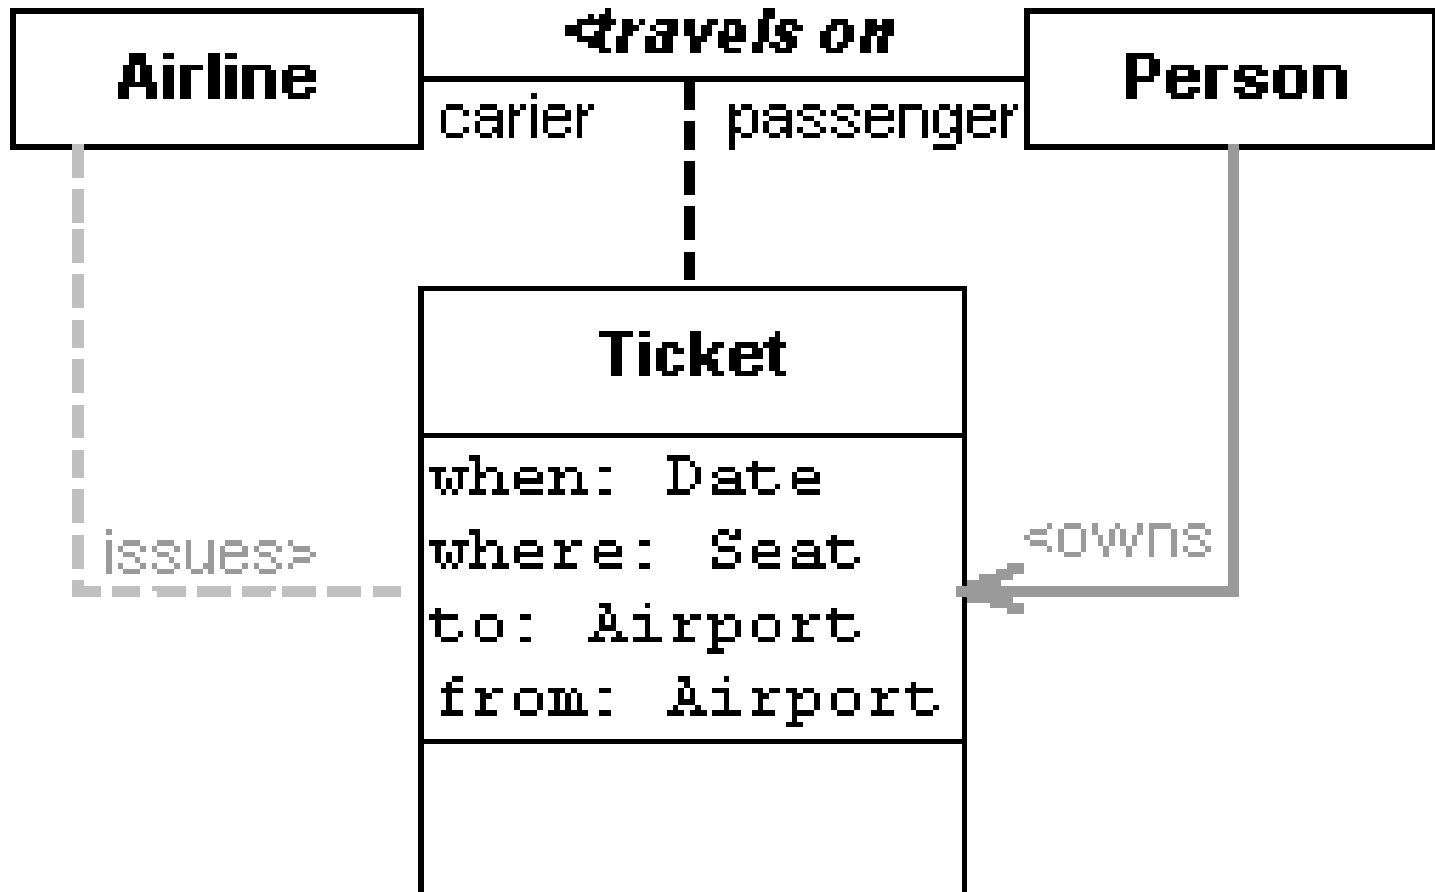 <travels on
Airline
Person
carier
passenger
Ticket
when: Date
where: Seat
to: Airport
from: Airport
issues>
<owns